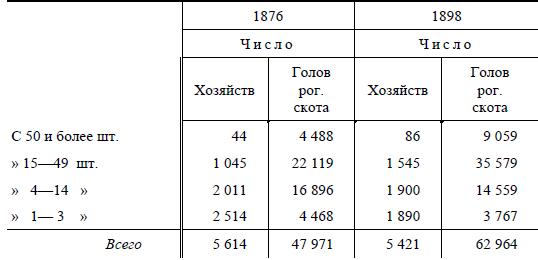 1876 1898
Число Число
Хозяйств Голов рог. скота Хозяйств Голов рог. скота
С 50 и более шт. 44 4 488 86 9 059
» 15—49 шт. 1 045 22 119 1 545 35 579
» 4—14 » 2 011 16 896 1 900 14 559
» 1— 3 » 2 514 4 468 1 890 3 767
Всего 5 614 47 971 5 421 62 964